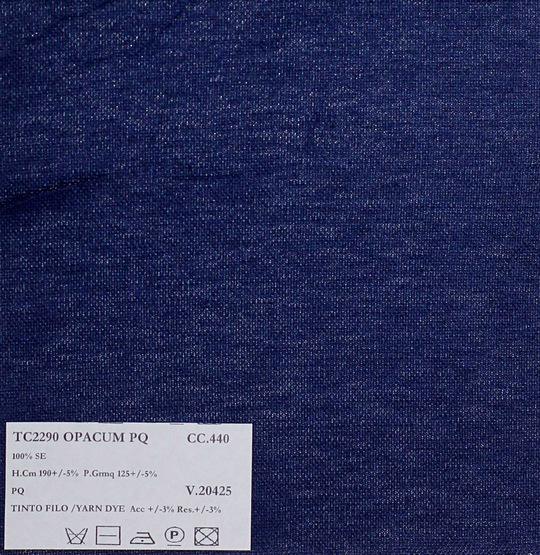 TC2290 OPACUM PQ CC.440
100% SE
H.Cm 190+/-5% P.Grmq 125+/-5%
PQ V.20425
TINTO FILO /YARN DYE Acc +/-3% Res.+/-3%
P